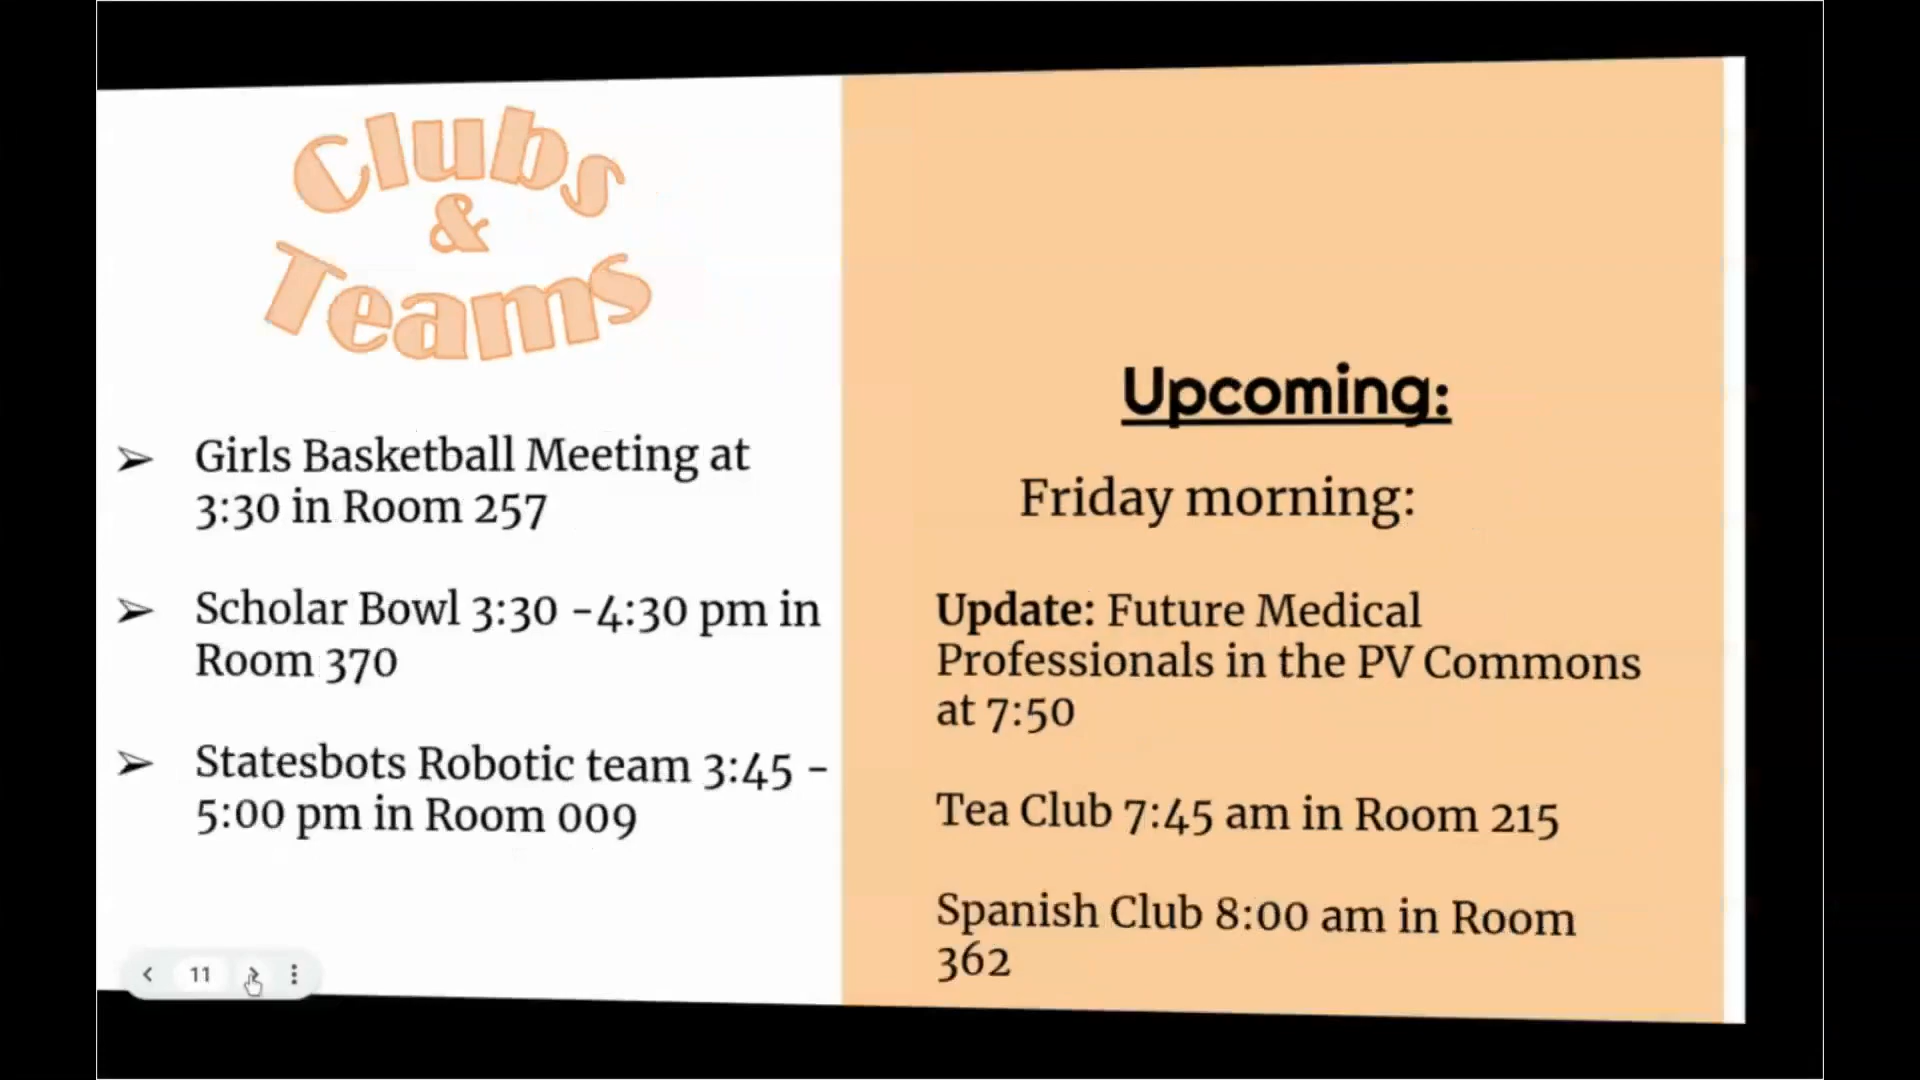 Clubs
&
Teams
➢ Girls Basketball Meeting at
3:30 in Room 257
➢ Scholar Bowl 3:30 -4:30 pm in
Room 370
➢ Statesbots Robotic team 3:45 -
5:00 pm in Room 009
Upcoming:
Friday morning:
Update: Future Medical
Professionals in the PV Commons
at 7:50
Tea Club 7:45 am in Room 215
Spanish Club 8:00 am in Room
362
11